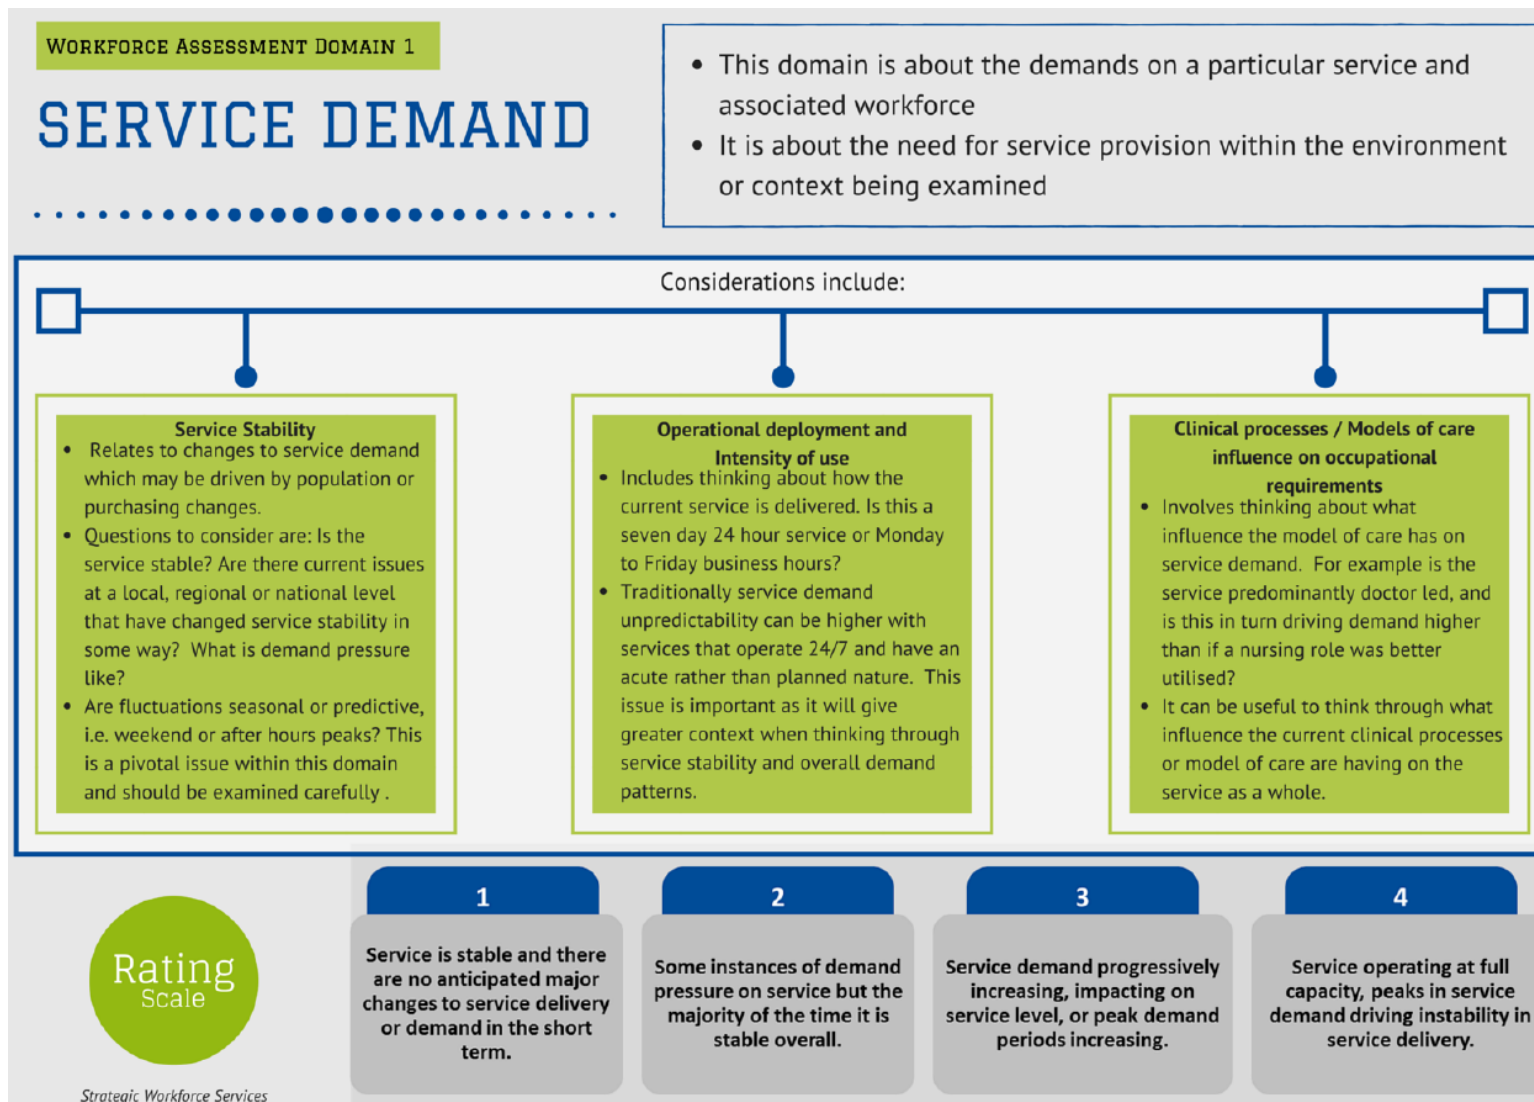 WORKFORCE ASSESSMENT DOMAIN 1
SERVICE DEMAND
• This domain is about the demands on a particular service and
associated workforce
• It is about the need for service provision within the environment
or context being examined
Considerations include:
Service Stability
• Relates to changes to service demand
which may be driven by population or
purchasing changes.
• Questions to consider are: Is the
service stable? Are there current issues
at a local, regional or national level
that have changed service stability in
some way? What is demand pressure
like?
• Are fluctuations seasonal or predictive,
i.e. weekend or after hours peaks? This
is a pivotal issue within this domain
and should be examined carefully .
Operational deployment and
Intensity of use
• Includes thinking about how the
current service is delivered. Is this a
seven day 24 hour service or Monday
to Friday business hours?
• Traditionally service demand
unpredictability can be higher with
services that operate 24/7 and have an
acute rather than planned nature. This
issue is important as it will give
greater context when thinking through
service stability and overall demand
patterns.
Clinical processes / Models of care
influence on occupational
requirements
• Involves thinking about what
influence the model of care has on
service demand. For example is the
service predominantly doctor led, and
is this in turn driving demand higher
than if a nursing role was better
utilised?
• It can be useful to think through what
influence the current clinical processes
or model of care are having on the
service as a whole.
Rating
Scale
1
Service is stable and there
are no anticipated major
changes to service delivery
or demand in the short
term.
2
Some instances of demand
pressure on service but the
majority of the time it is
stable overall.
3
Service demand progressively
increasing, impacting on
service level, or peak demand
periods increasing.
4
Service operating at full
capacity, peaks in service
demand driving instability in
service delivery.
Strategic Workforce Services